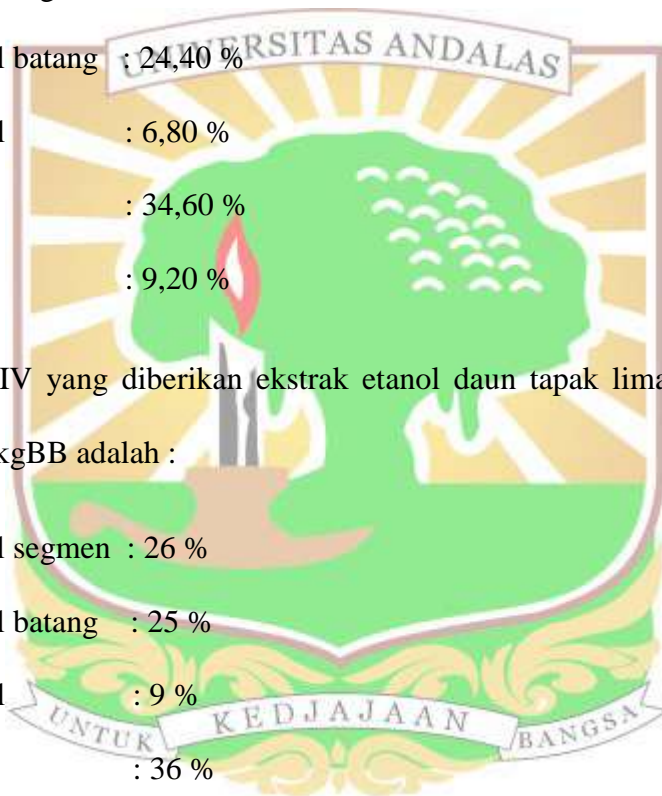 UNIVERSITAS ANDALAS
l batang : 24,40 %
l : 6,80 %
: 34,60 %
: 9,20 %
IV yang diberikan ekstrak etanol daun tapak lima
kgBB adalah :
l segmen : 26 %
l batang : 25 %
l : 9 %
UNTUK KEDJAJAAN BANGSA
: 36 %